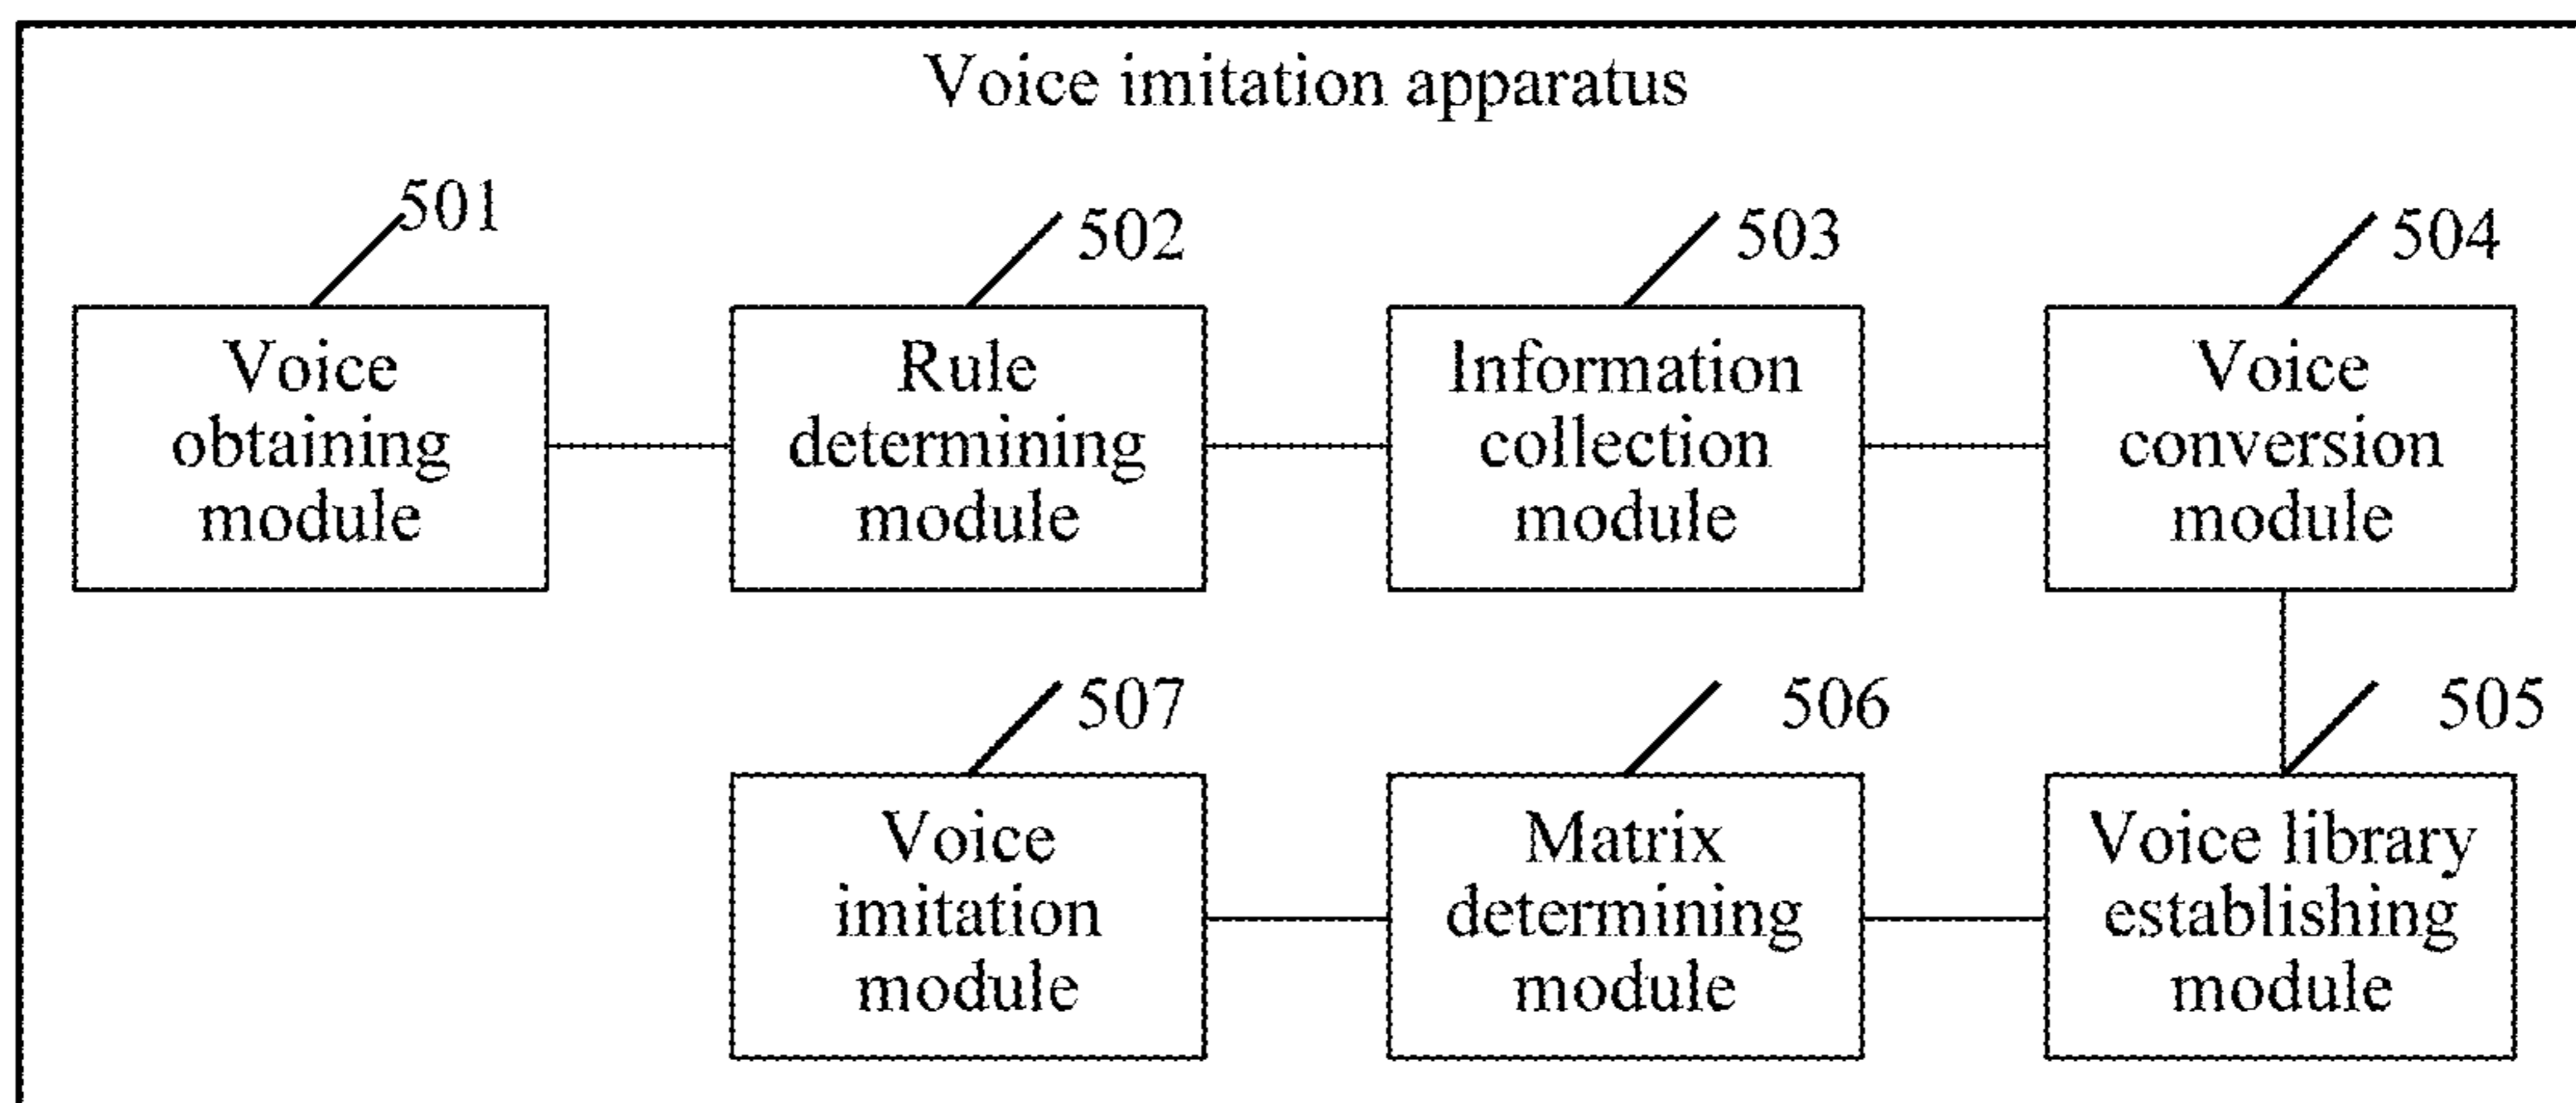 Voice imitation apparatus
501
502
503
504
Voice
obtaining
module
Rule
determining
module
Information
collection
module
Voice
conversion
module
507
506
505
Voice
imitation
module
Matrix
determining
module
Voice library
establishing
module